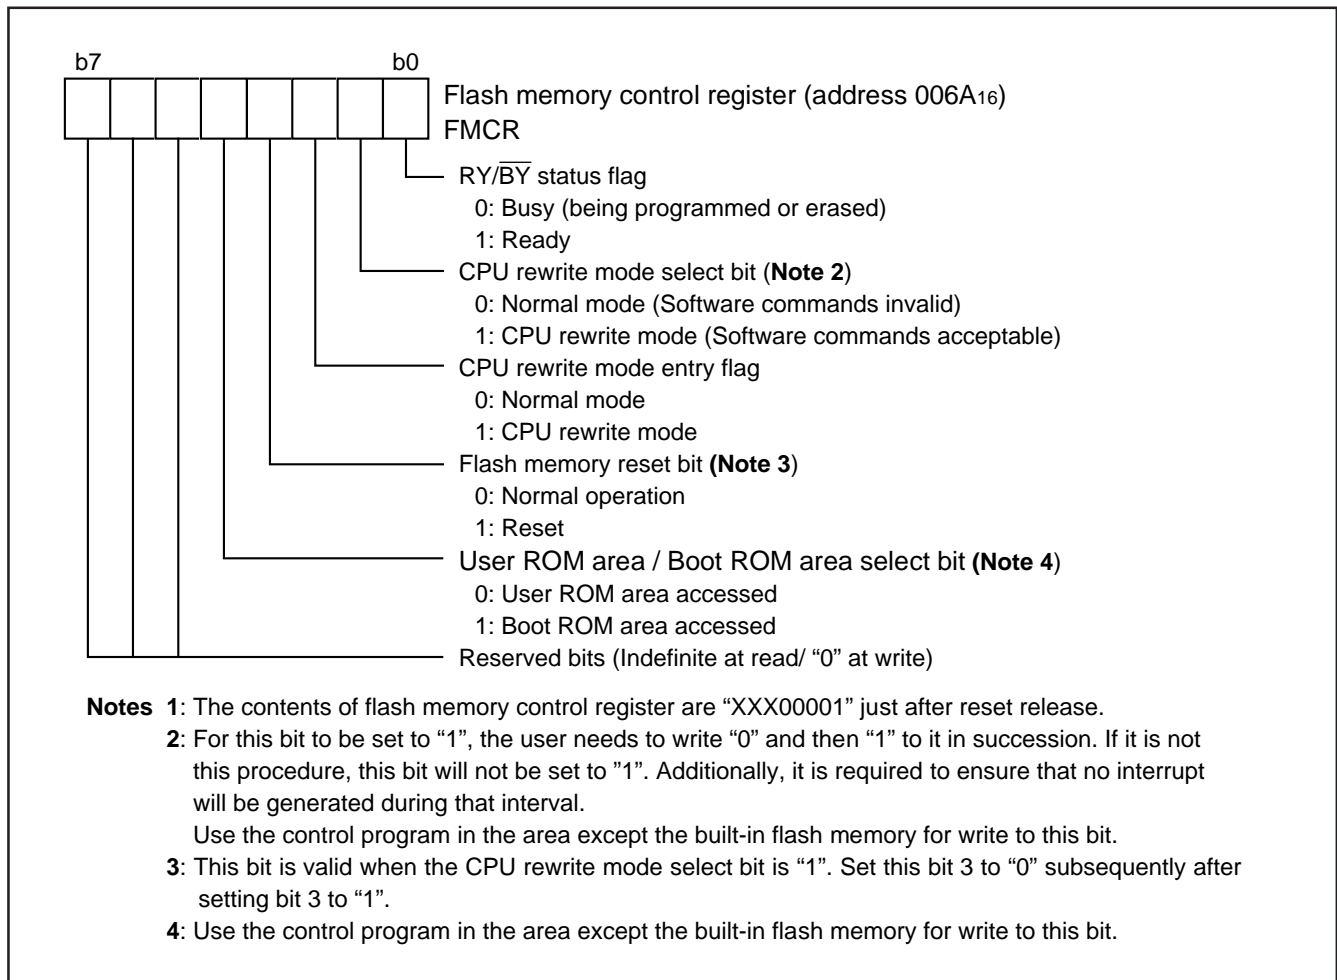 b7 b0
Flash memory control register (address 006A16)
FMCR
RY/BY status flag
0: Busy (being programmed or erased)
1: Ready
CPU rewrite mode select bit (Note 2)
0: Normal mode (Software commands invalid)
1: CPU rewrite mode (Software commands acceptable)
CPU rewrite mode entry flag
0: Normal mode
1: CPU rewrite mode
Flash memory reset bit (Note 3)
0: Normal operation
1: Reset
User ROM area / Boot ROM area select bit (Note 4)
0: User ROM area accessed
1: Boot ROM area accessed
Reserved bits (Indefinite at read/ “0” at write)
Notes 1: The contents of flash memory control register are “XXX00001” just after reset release.
2: For this bit to be set to “1”, the user needs to write “0” and then “1” to it in succession. If it is not
this procedure, this bit will not be set to ”1”. Additionally, it is required to ensure that no interrupt
will be generated during that interval.
Use the control program in the area except the built-in flash memory for write to this bit.
3: This bit is valid when the CPU rewrite mode select bit is “1”. Set this bit 3 to “0” subsequently after
setting bit 3 to “1”.
4: Use the control program in the area except the built-in flash memory for write to this bit.